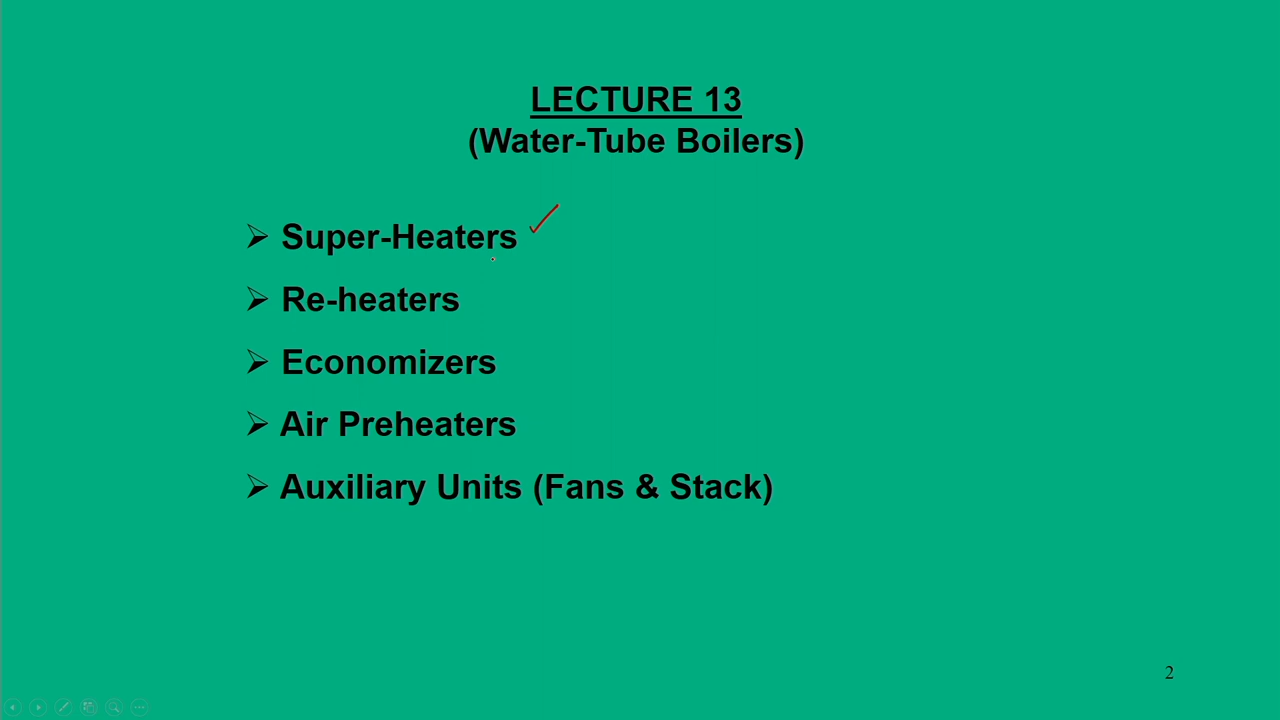 LECTURE 13
(Water-Tube Boilers)
➢ Super-Heaters ✓
➢ Re-heaters
➢ Economizers
➢ Air Preheaters
➢ Auxiliary Units (Fans & Stack)
2